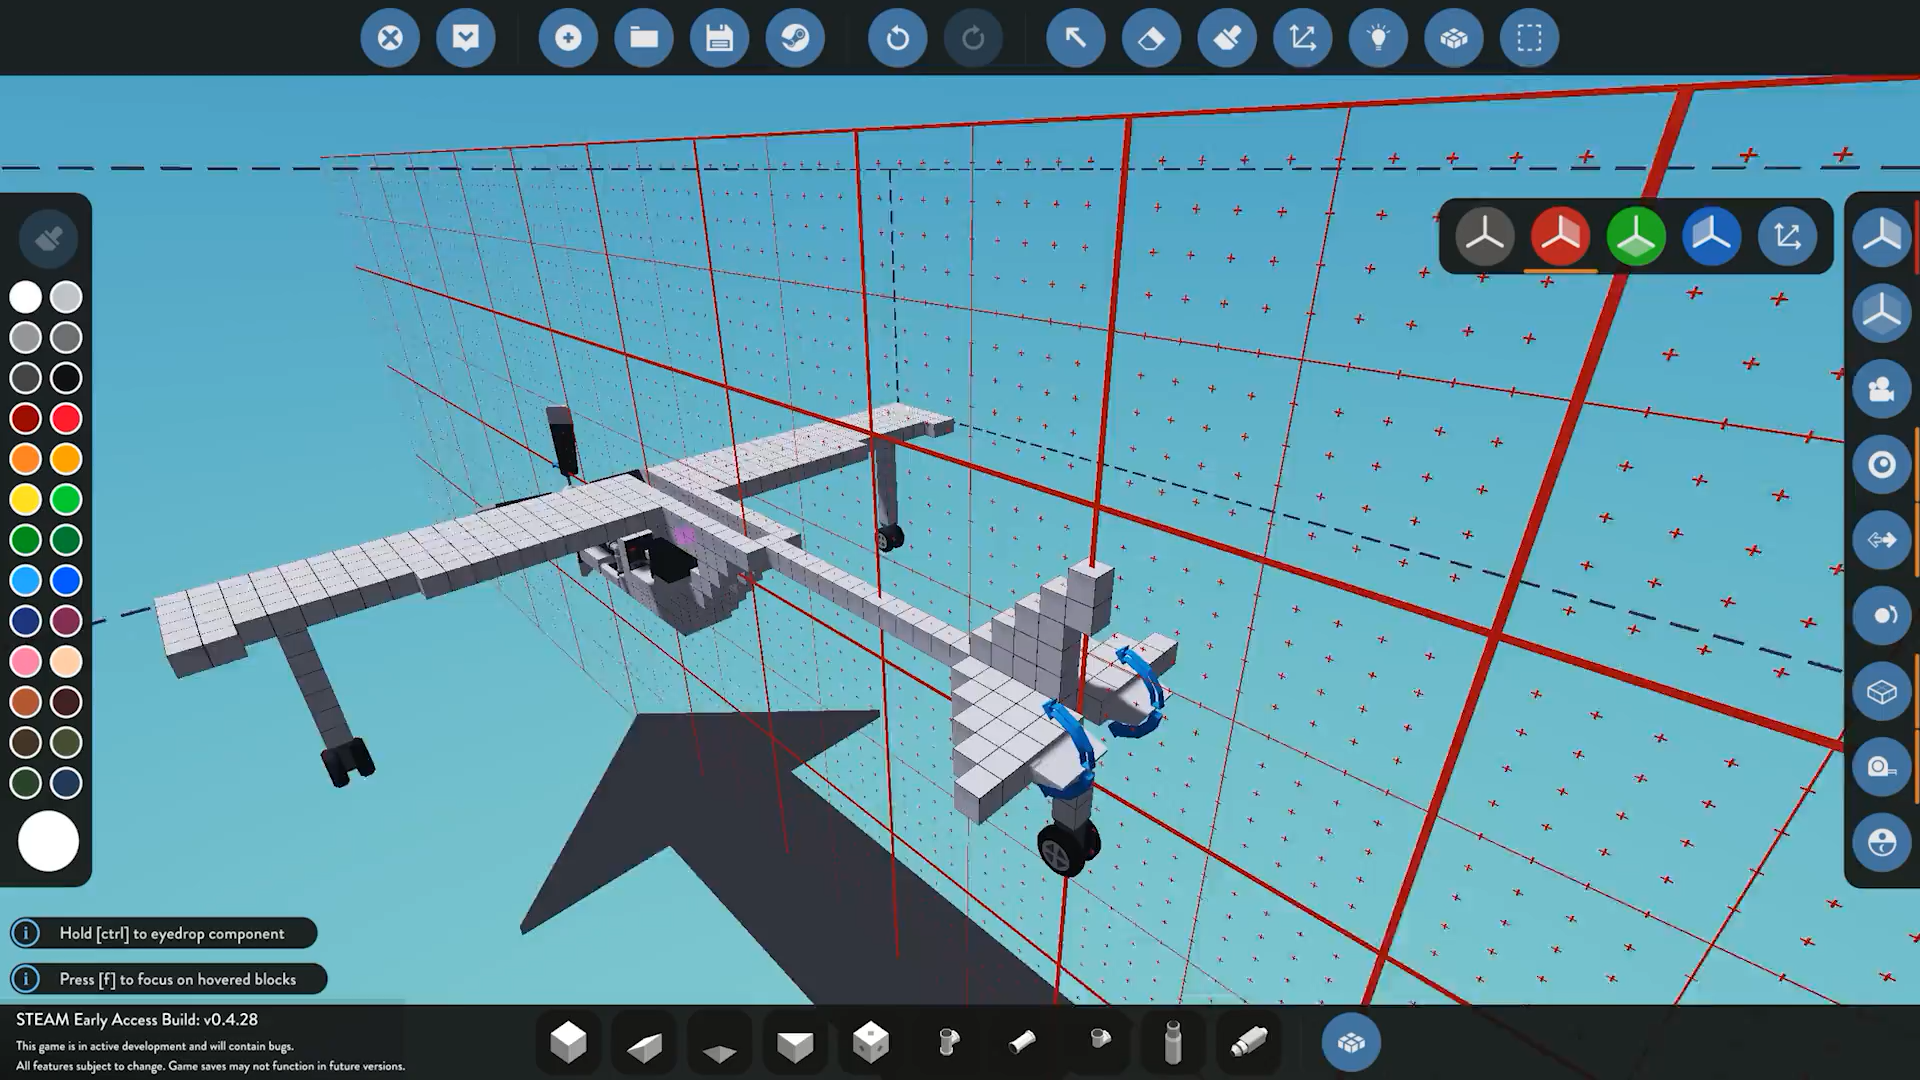 Hold [ctrl] to eyedrop component
Press [f] to focus on hovered blocks
STEAM Early Access Build: v0.4.28
This game is in active development and will contain bugs.
All features subject to change. Game saves may not function in future versions.